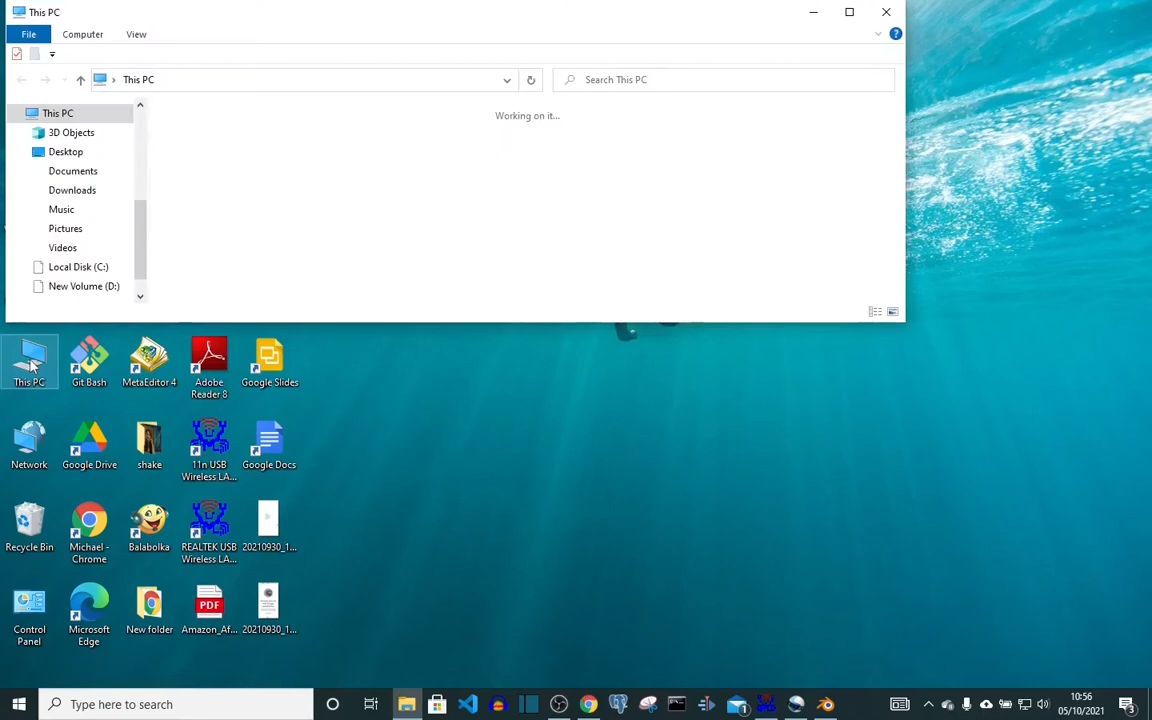 This PC
File
Computer
View
This PC
Search This PC
This PC
3D Objects
Desktop
Documents
Downloads
Music
Pictures
Videos
Local Disk (C:)
New Volume (D:)
Working on it...
This PC
Git Bash
MetaEditor 4
Adobe
Reader 8
Google Slides
Network
Google Drive
shake
11n USB
Wireless LA...
Google Docs
Recycle Bin
Michael -
Chrome
Balabolka
REALTEK USB
Wireless LA...
20210930_1...
Control
Panel
Microsoft
Edge
New folder
PDF
Amazon_Af...
20210930_1...
Type here to search
1
10:56
05/10/2021
3